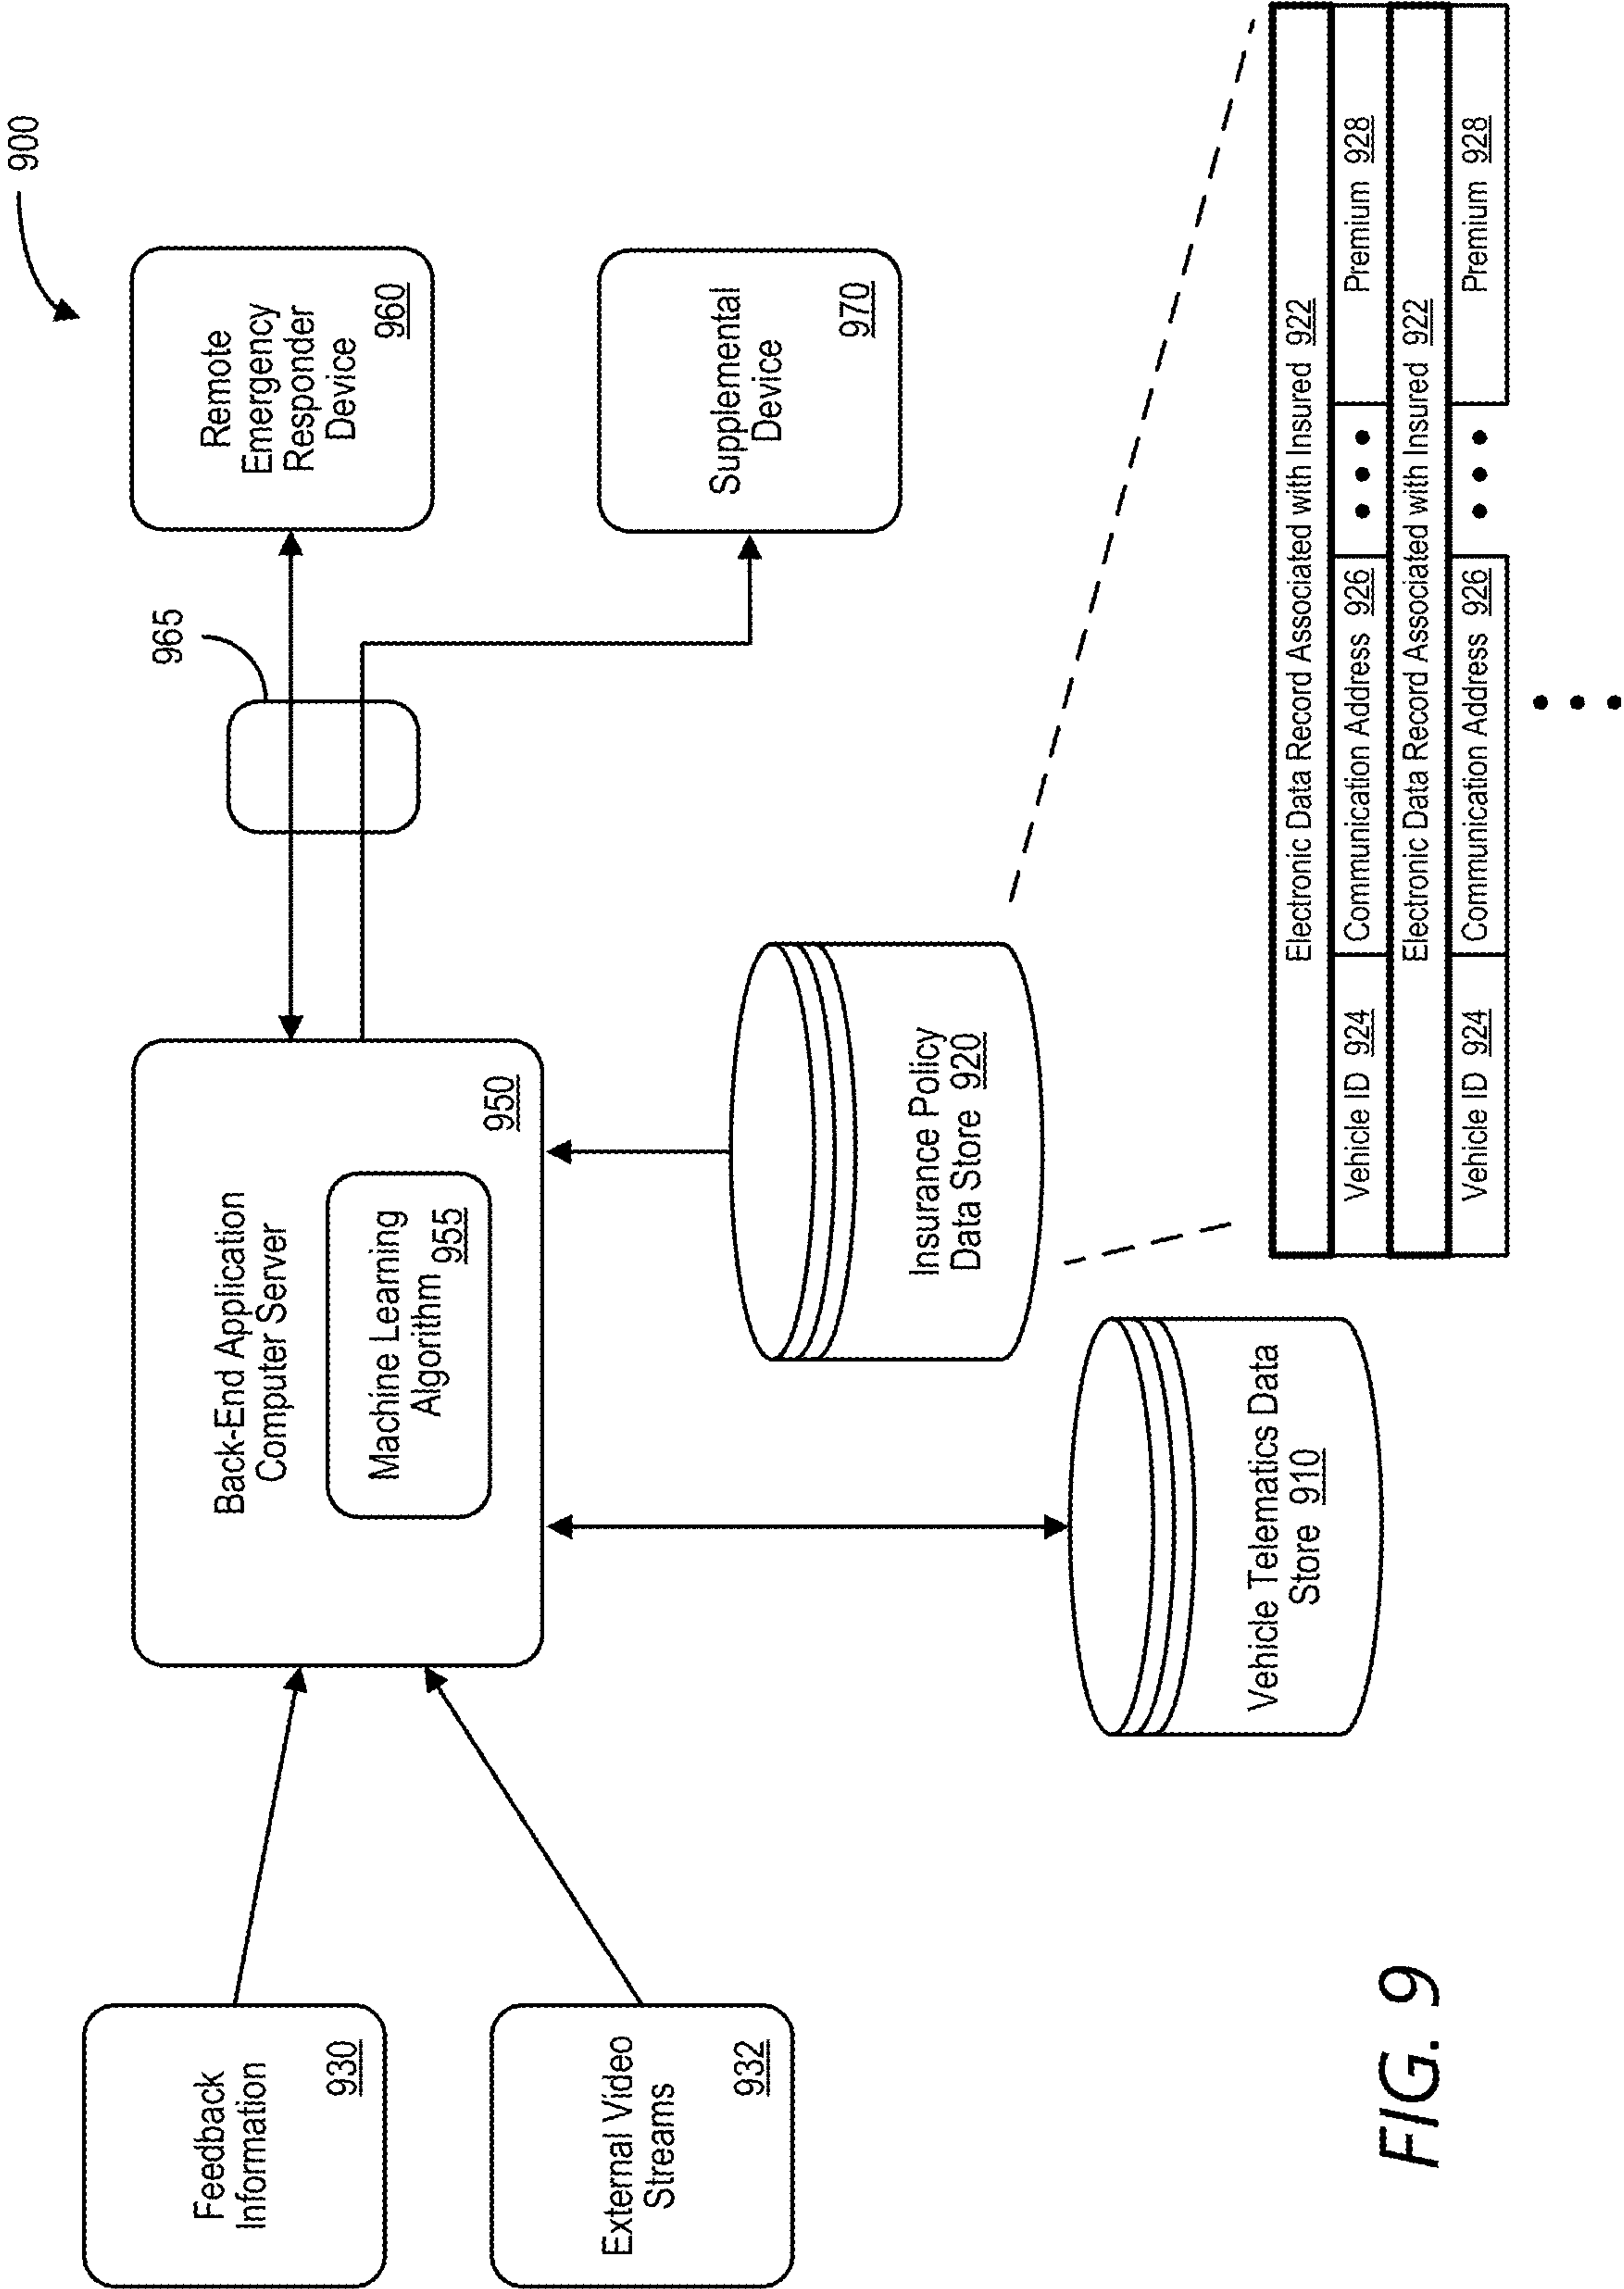 900
Feedback
Information
930
External Video
Streams
932
Back-End Application
Computer Server
950
Machine Learning
Algorithm 955
965
Remote
Emergency
Responder
Device
960
Supplemental
Device
970
Vehicle Telematics Data
Store 910
Insurance Policy
Data Store 920
Electronic Data Record Associated with Insured 922
Vehicle ID 924 Communication Address 926 ••• Premium 928
Electronic Data Record Associated with Insured 922
Vehicle ID 924 Communication Address 926 ••• Premium 928
FIG. 9